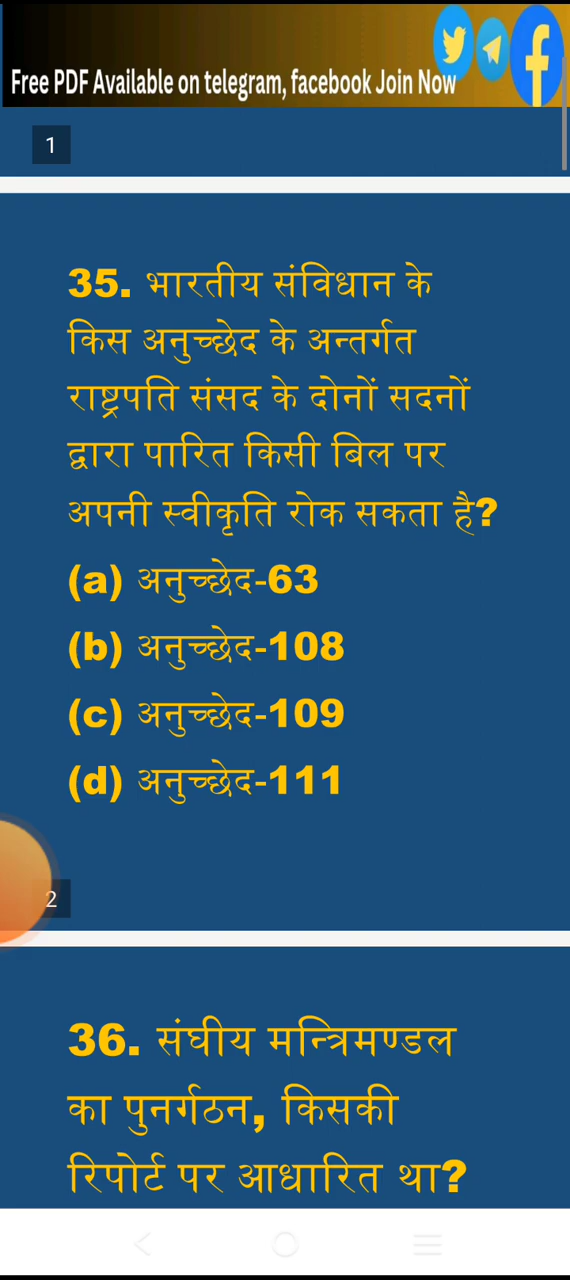 Free PDF Available on telegram, facebook Join Now
1
35. भारतीय संविधान के
किस अनुच्छेद के अन्तर्गत
राष्ट्रपति संसद के दोनों सदनों
द्वारा पारित किसी बिल पर
अपनी स्वीकृति रोक सकता है?
(a) अनुच्छेद-63
(b) अनुच्छेद-108
(c) अनुच्छेद-109
(d) अनुच्छेद-111
2
36. संघीय मन्त्रिमण्डल
का पुनर्गठन, किसकी
रिपोर्ट पर आधारित था?